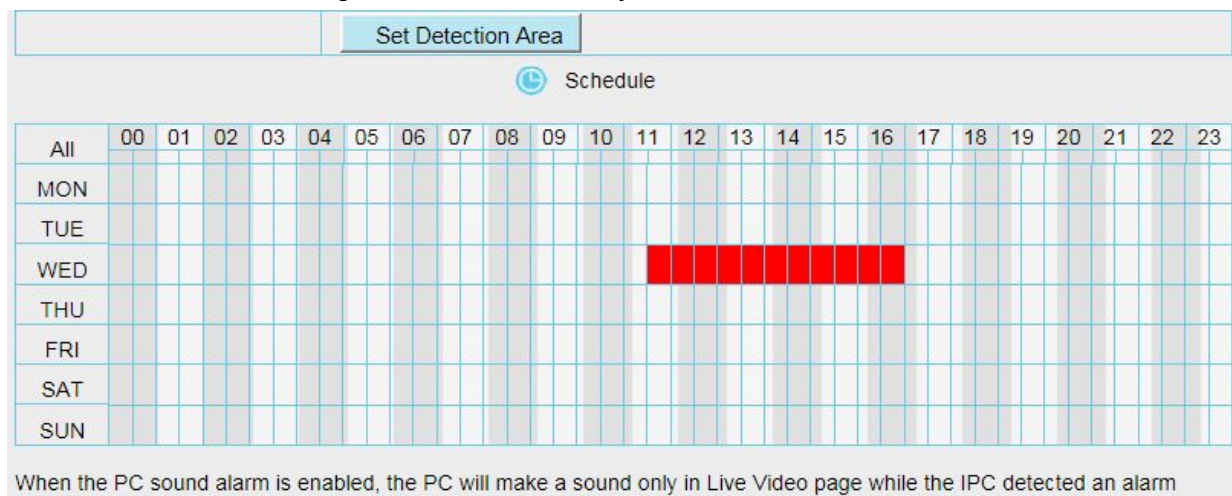 Set Detection Area
Schedule
All 00 01 02 03 04 05 06 07 08 09 10 11 12 13 14 15 16 17 18 19 20 21 22 23
MON
TUE
WED
THU
FRI
SAT
SUN
When the PC sound alarm is enabled, the PC will make a sound only in Live Video page while the IPC detected an alarm